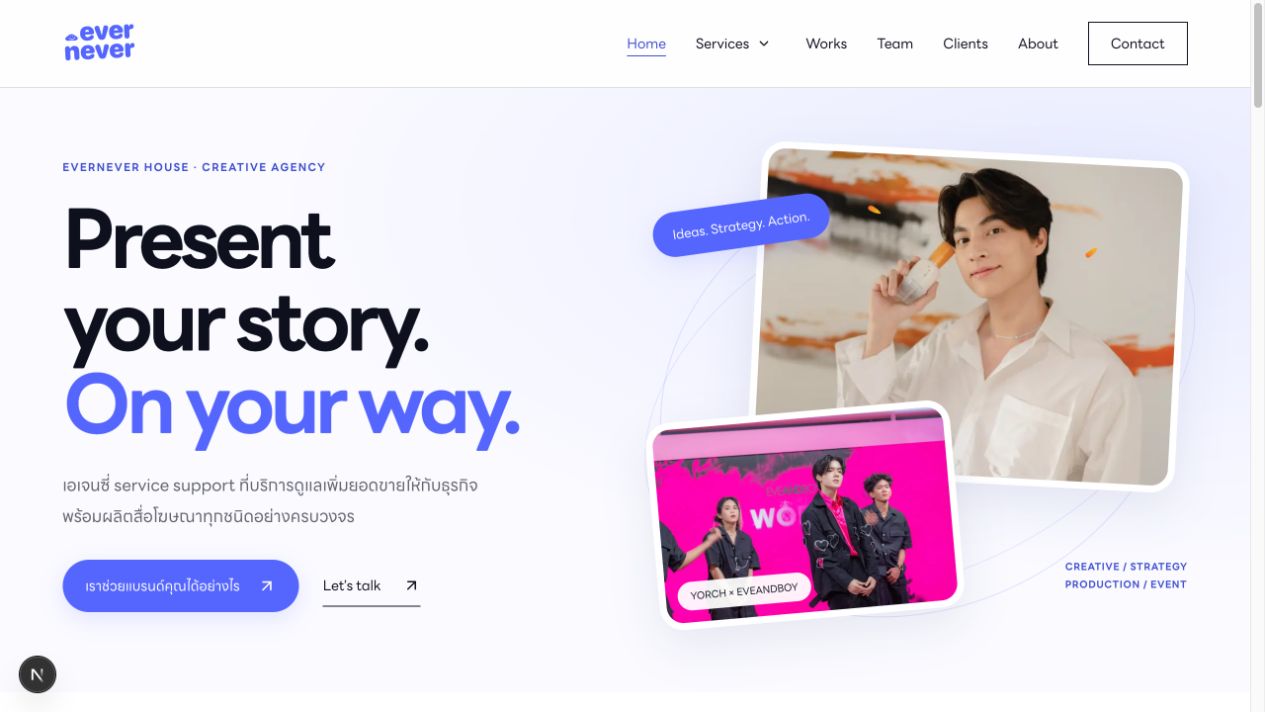 ever
never
Home
Services
Works
Team
Clients
About
Contact
EVERNEVER HOUSE · CREATIVE AGENCY
Present
your story.
On your way.
เอเจนซี่ service support ที่บริการดูแลเพิ่มยอดขายให้กับธุรกิจ
พร้อมผลิตสื่อโฆษณาทุกชนิดอย่างครบวงจร
เราช่วยแบรนด์คุณได้อย่างไร
Let's talk
Ideas. Strategy. Action.
YORCH × EVEANDBOY
CREATIVE / STRATEGY
PRODUCTION / EVENT
N